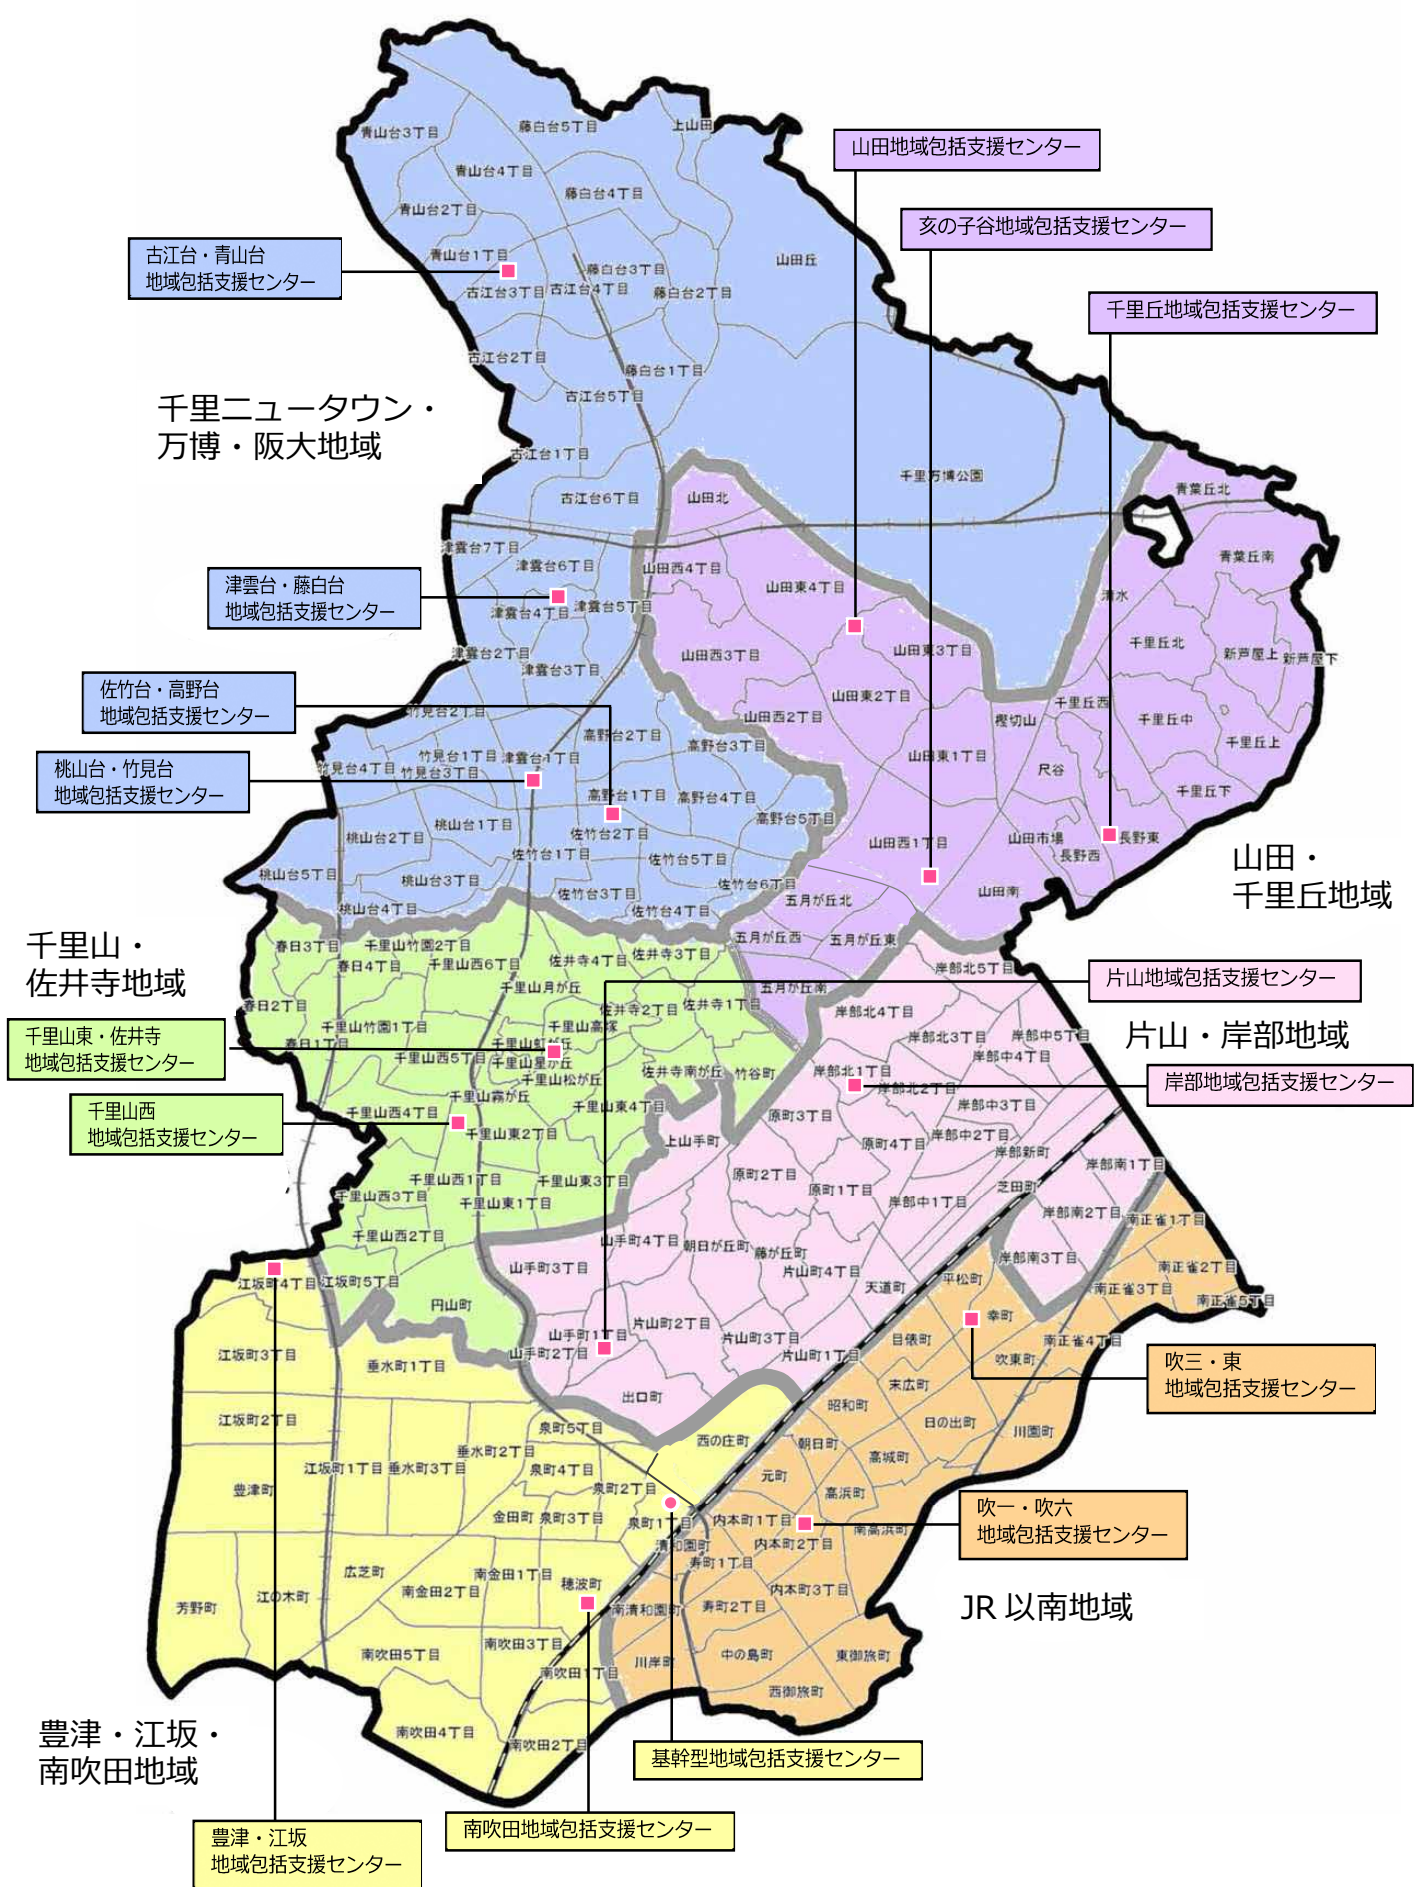 青山台3丁目
藤白台5丁目
上山田
青山台4丁目
藤白台4丁目
青山台2丁目
青山台1丁目
山田丘
藤白台3丁目
古江台3丁目
古江台4丁目
藤白台2丁目
古江台2丁目
藤白台1丁目
古江台5丁目
古江台1丁目
古江台6丁目
千里万博公園
山田地域包括支援センター
亥の子谷地域包括支援センター
千里丘地域包括支援センター
古江台・青山台
地域包括支援センター
千里ニュータウン・
万博・阪大地域
山田北
青葉丘北
青葉丘南
津雲台7丁目
津雲台6丁目
津雲台5丁目
津雲台4丁目
津雲台2丁目
津雲台3丁目
津雲台・藤白台
地域包括支援センター
山田西4丁目
山田東4丁目
清水
千里丘北
山田西3丁目
山田東3丁目
新芦屋上
新芦屋下
佐竹台・高野台
地域包括支援センター
竹見台2丁目
山田東2丁目
千里丘西
山田西2丁目
樫切山
千里丘中
高野台2丁目
高野台3丁目
千里丘上
桃山台・竹見台
地域包括支援センター
竹見台4丁目
竹見台1丁目
竹見台3丁目
津雲台1丁目
山田東1丁目
尺谷
高野台1丁目
高野台4丁目
千里丘下
高野台5丁目
桃山台2丁目
桃山台1丁目
佐竹台2丁目
山田西1丁目
山田市場
長野東
長野西
佐竹台1丁目
佐竹台5丁目
桃山台5丁目
桃山台3丁目
佐竹台3丁目
佐竹台6丁目
山田南
桃山台4丁目
佐竹台4丁目
五月が丘北
山田・
千里丘地域
五月が丘西
五月が丘東
千里山・
佐井寺地域
春日3丁目
千里山竹園2丁目
春日4丁目
千里山西6丁目
佐井寺4丁目
佐井寺3丁目
岸部北5丁目
千里山月が丘
五月が丘南
片山地域包括支援センター
春日2丁目
佐井寺2丁目
佐井寺1丁目
岸部北4丁目
千里山竹園1丁目
千里山高塚
岸部北3丁目
岸部中5丁目
片山・岸部地域
千里山東・佐井寺
地域包括支援センター
春日1丁目
千里山虹が丘
岸部中4丁目
千里山西5丁目
千里山星が丘
千里山松が丘
佐井寺南が丘
竹谷町
岸部北1丁目
岸部北2丁目
岸部地域包括支援センター
千里山霧が丘
千里山西
地域包括支援センター
千里山西4丁目
千里山東4丁目
原町3丁目
岸部中3丁目
千里山東2丁目
上山手町
原町4丁目
岸部中2丁目
岸部新町
岸部南1丁目
千里山西1丁目
千里山東3丁目
原町2丁目
原町1丁目
岸部中1丁目
芝田町
千里山西3丁目
千里山東1丁目
岸部南2丁目
南正雀1丁目
千里山西2丁目
山手町4丁目
朝日が丘町
藤が丘町
岸部南3丁目
山手町3丁目
片山町4丁目
天道町
平松町
南正雀2丁目
南正雀3丁目
南正雀5丁目
江坂町4丁目
江坂町5丁目
円山町
片山町2丁目
幸町
山手町1丁目
片山町3丁目
目俵町
南正雀4丁目
山手町2丁目
片山町1丁目
吹東町
江坂町3丁目
垂水町1丁目
吹三・東
地域包括支援センター
末広町
出口町
昭和町
江坂町2丁目
泉町5丁目
西の庄町
日の出町
川園町
朝日町
垂水町2丁目
高城町
江坂町1丁目
垂水町3丁目
泉町4丁目
元町
豊津町
泉町2丁目
高浜町
金田町
泉町3丁目
泉町1丁目
内本町1丁目
南高浜町
吹一・吹六
地域包括支援センター
清和園町
内本町2丁目
寿町1丁目
広芝町
南金田1丁目
穂波町
南金田2丁目
内本町3丁目
江の木町
芳野町
南清和園町
寿町2丁目
JR 以南地域
南吹田3丁目
南吹田5丁目
川岸町
中の島町
東御旅町
南吹田1丁目
西御旅町
南吹田4丁目
南吹田2丁目
豊津・江坂・
南吹田地域
基幹型地域包括支援センター
南吹田地域包括支援センター
豊津・江坂
地域包括支援センター